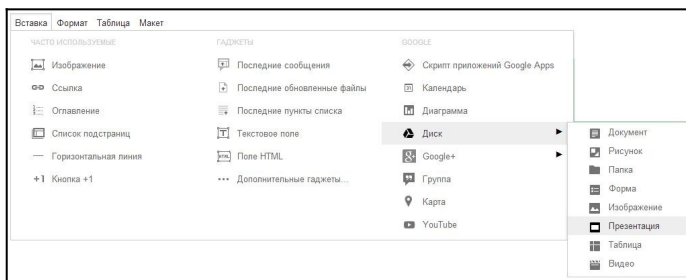 Вставка Формат Таблица Макет
ЧАСТО ИСПОЛЬЗУЕМЫЕ
Изображение
Ссылка
Оглавление
Список подстраниц
Горизонтальная линия
+1 Кнопка +1
ГАДЖЕТЫ
Последние сообщения
Последние обновленные файлы
Последние пункты списка
Текстовое поле
HTML Поле HTML
Дополнительные гаджеты...
GOOGLE
Скрипт приложений Google Apps
31 Календарь
Диаграмма
Диск
Google+
Группа
Карта
YouTube
Документ
Рисунок
Папка
Форма
Изображение
Презентация
Таблица
Видео